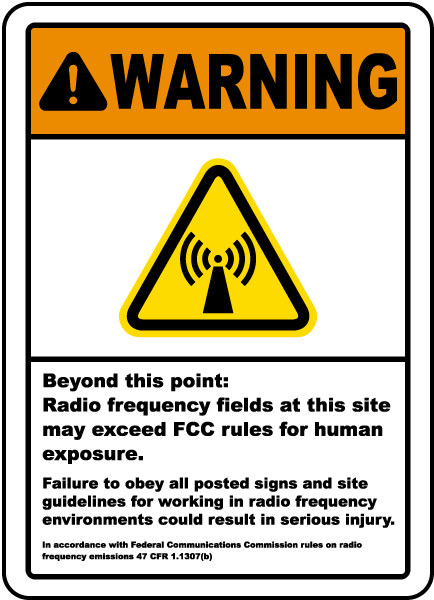 WARNING
Beyond this point:
Radio frequency fields at this site
may exceed FCC rules for human
exposure.
Failure to obey all posted signs and site
guidelines for working in radio frequency
environments could result in serious injury.
In accordance with Federal Communications Commission rules on radio
frequency emissions 47 CFR 1.1307(b)